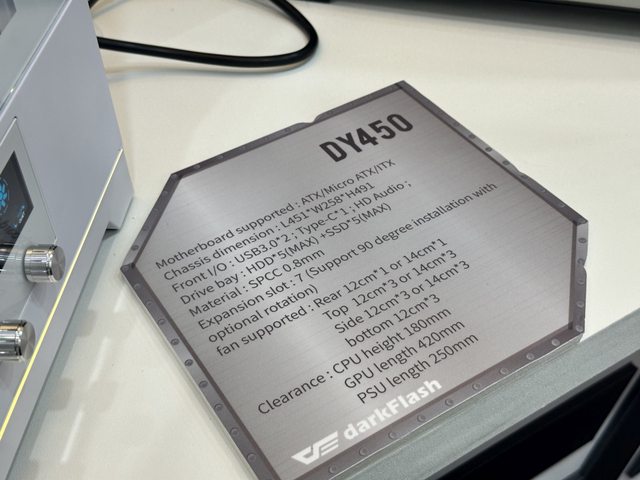 DY450
Motherboard supported : ATX/Micro ATX/ITX
Chassis dimension : L451*W258*H491
Front I/O : USB3.0*2 ; Type-C*1 ; HD Audio ;
Drive bay : HDD*5(MAX) +SSD*5(MAX)
Material : SPCC 0.8mm
Expansion slot : 7 (Support 90 degree installation with
optional rotation)
fan supported : Rear 12cm*1 or 14cm*1
Top 12cm*3 or 14cm*3
Side 12cm*3 or 14cm*3
bottom 12cm*3
Clearance : CPU height 180mm
GPU length 420mm
PSU length 250mm
darkFlash